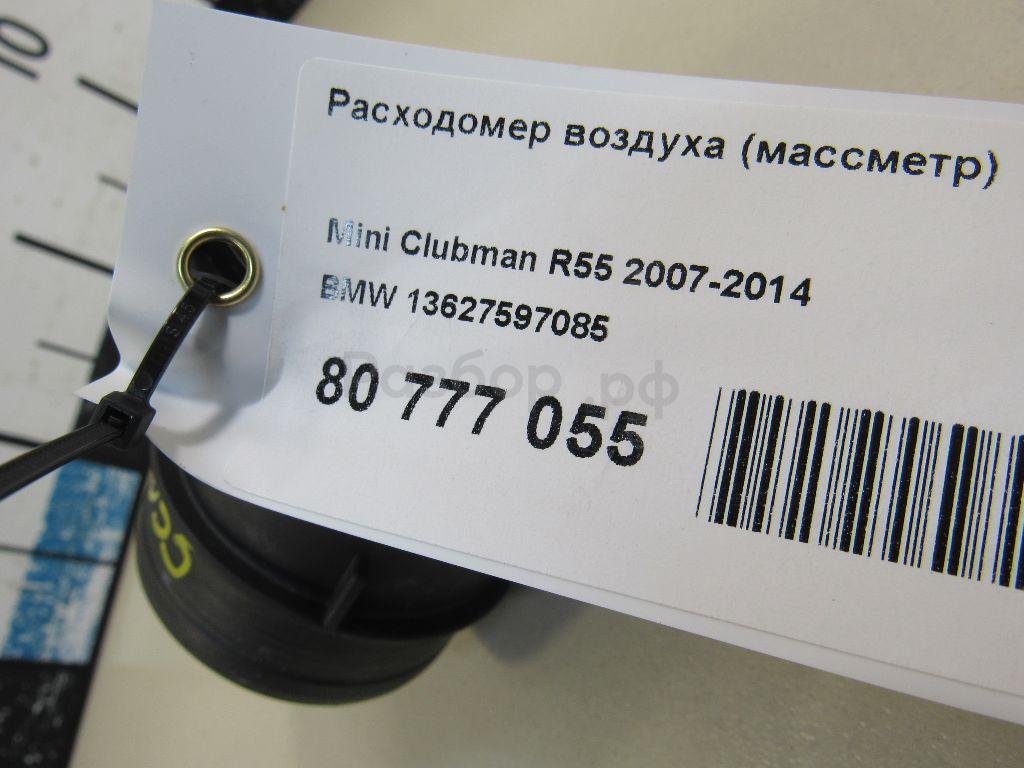 Расходомер воздуха (массметр)
Mini Clubman R55 2007-2014
BMW 13627597085
80 777 055
Разбор.рф